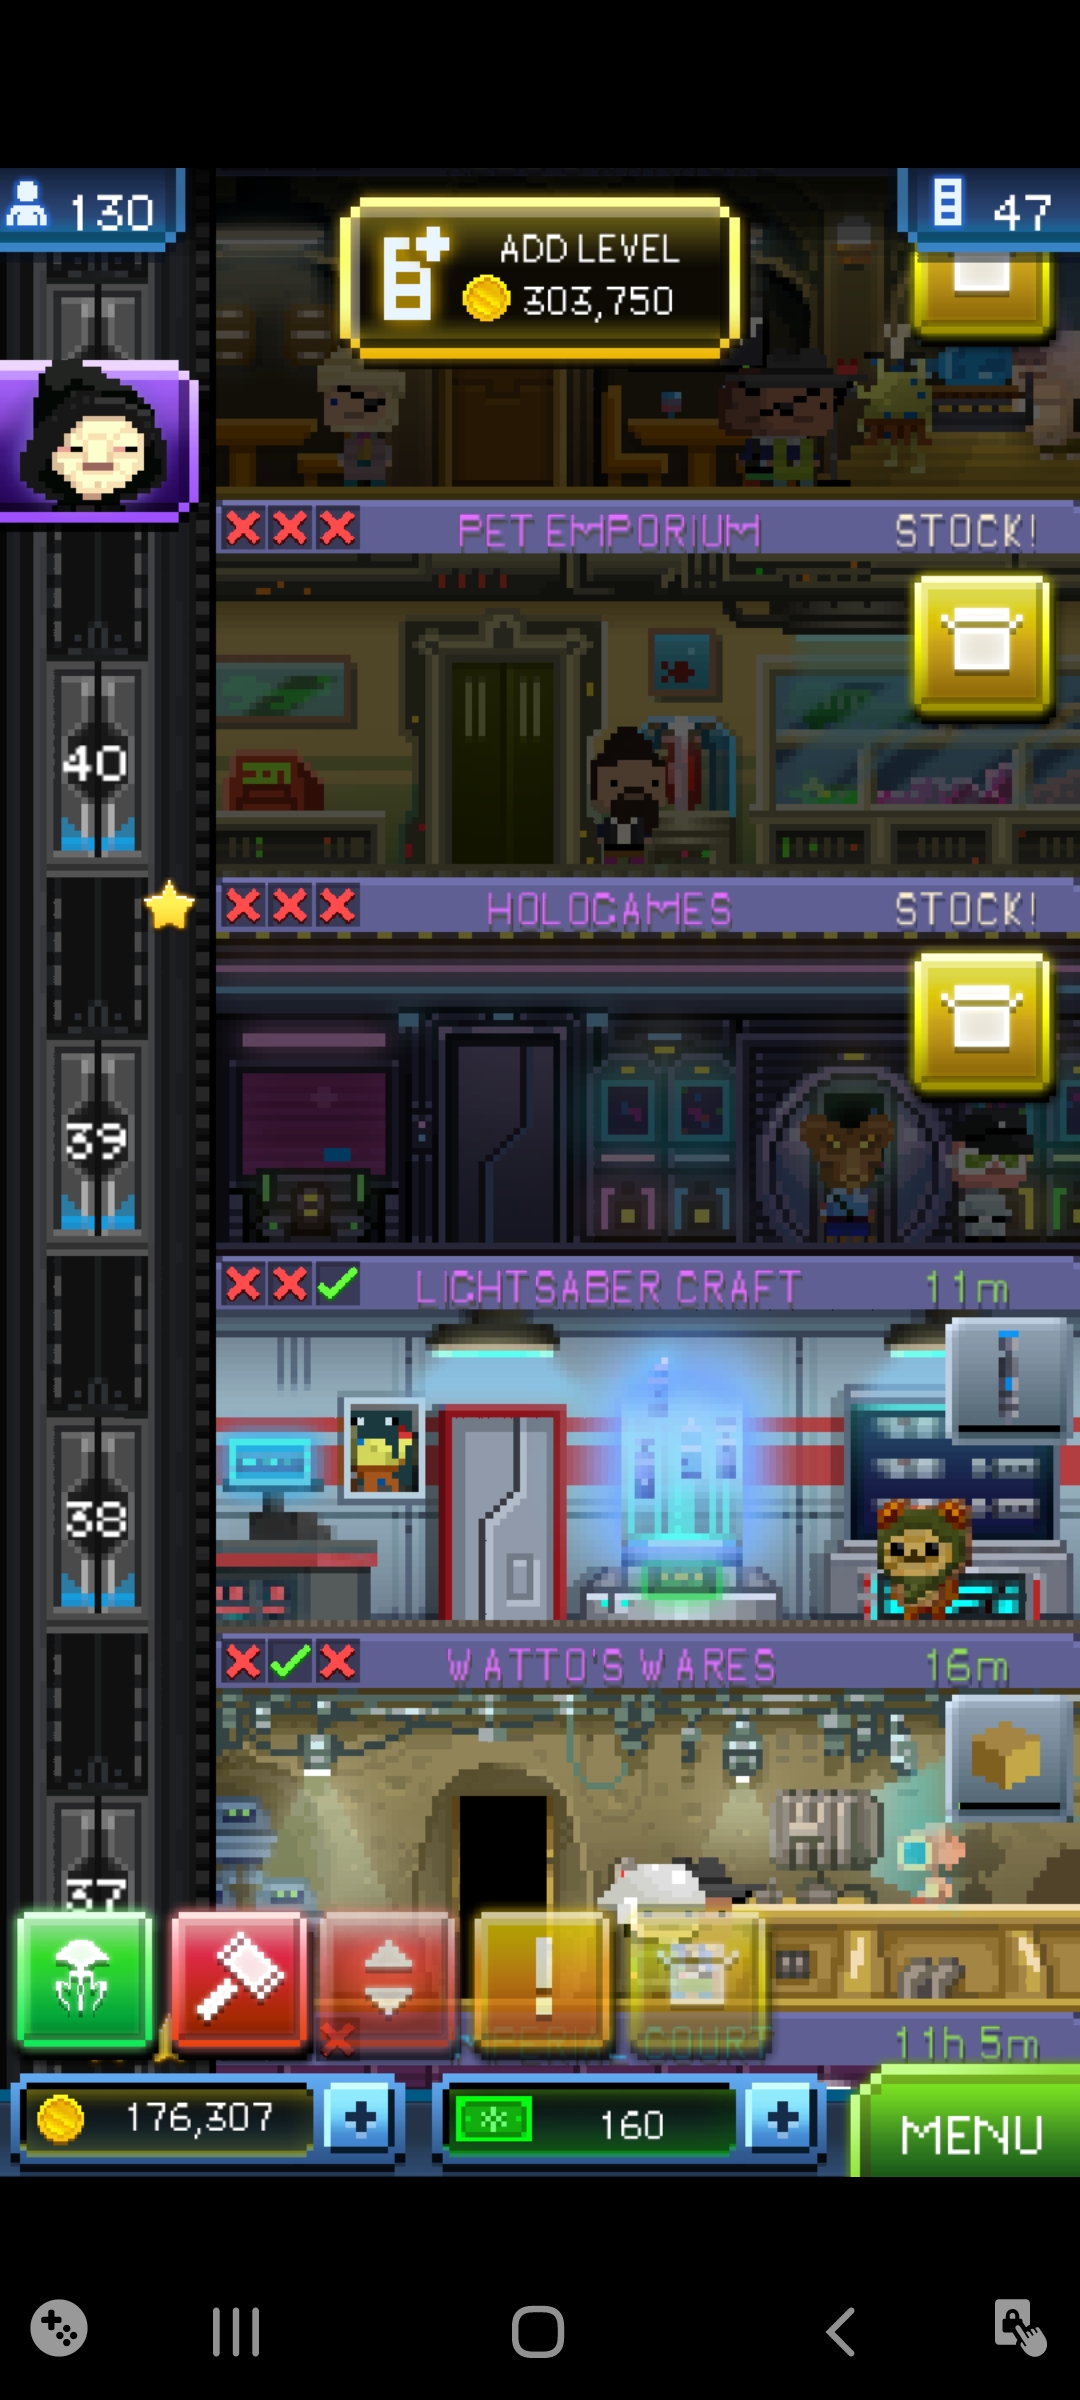 130
47
ADD LEVEL
303,750
PET EMPORIUM STOCK!
40
HOLOGAMES STOCK!
39
LIGHTSABER CRAFT 11m
38
WATTO'S WARES 16m
37
IMPERIAL COURT 11h 5m
176,307
160
MENU